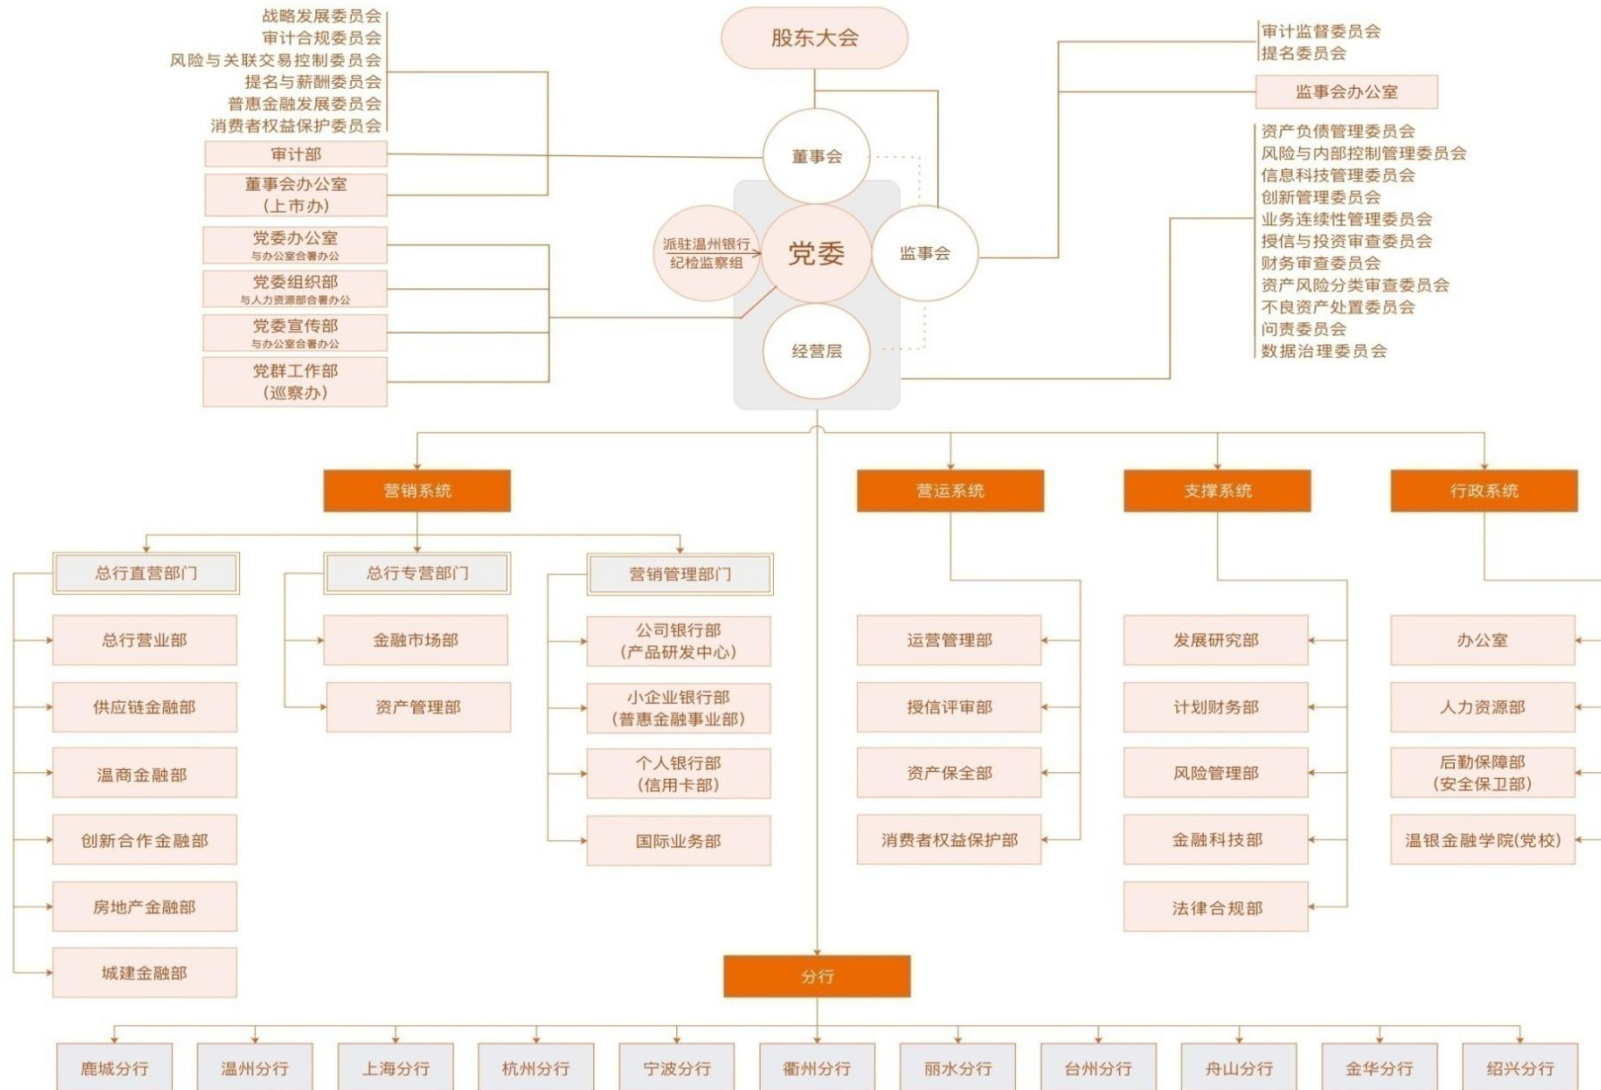 战略发展委员会
审计合规委员会
风险与关联交易控制委员会
提名与薪酬委员会
普惠金融发展委员会
消费者权益保护委员会
审计部
董事会办公室
(上市办)
党委办公室
与办公室合署办公
党委组织部
与人力资源部合署办公
党委宣传部
与办公室合署办公
党群工作部
(巡察办)
股东大会
董事会
派驻温州银行
纪检监察组
党委
监事会
经营层
审计监督委员会
提名委员会
监事会办公室
资产负债管理委员会
风险与内部控制管理委员会
信息科技管理委员会
创新管理委员会
业务连续性管理委员会
授信与投资审查委员会
财务审查委员会
资产风险分类审查委员会
不良资产处置委员会
问责委员会
数据治理委员会
营销系统
营运系统
支撑系统
行政系统
总行直营部门
总行专营部门
营销管理部门
总行营业部
供应链金融部
温商金融部
创新合作金融部
房地产金融部
城建金融部
金融市场部
资产管理部
公司银行部
(产品研发中心)
小企业银行部
(普惠金融事业部)
个人银行部
(信用卡部)
国际业务部
运营管理部
授信评审部
资产保全部
消费者权益保护部
发展研究部
计划财务部
风险管理部
金融科技部
法律合规部
办公室
人力资源部
后勤保障部
(安全保卫部)
温银金融学院(党校)
分行
鹿城分行
温州分行
上海分行
杭州分行
宁波分行
衢州分行
丽水分行
台州分行
舟山分行
金华分行
绍兴分行